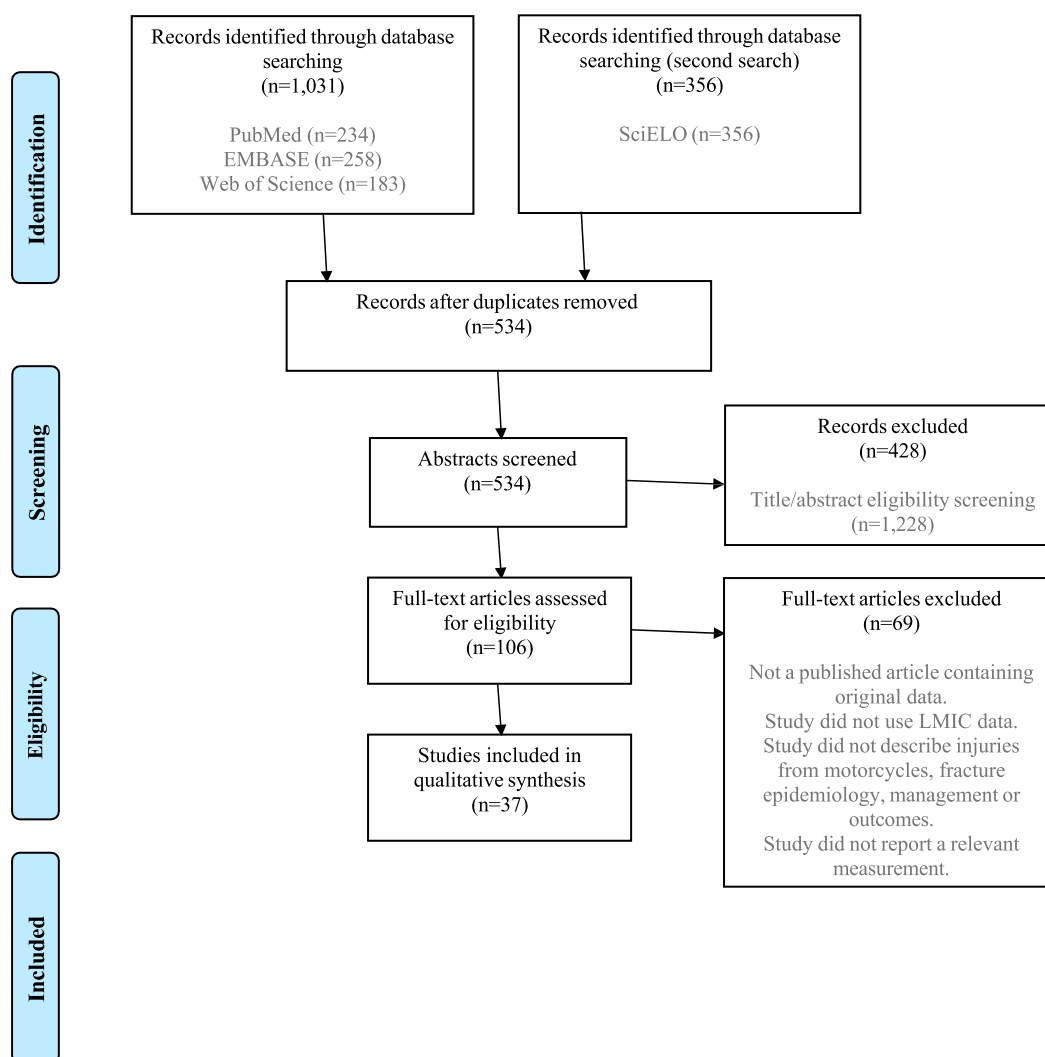 Identification
Records identified through database
searching
(n=1,031)
PubMed (n=234)
EMBASE (n=258)
Web of Science (n=183)
Records identified through database
searching (second search)
(n=356)
SciELO (n=356)
Records after duplicates removed
(n=534)
Screening
Abstracts screened
(n=534)
Records excluded
(n=428)
Title/abstract eligibility screening
(n=1,228)
Eligibility
Full-text articles assessed
for eligibility
(n=106)
Full-text articles excluded
(n=69)
Not a published article containing
original data.
Study did not use LMIC data.
Study did not describe injuries
from motorcycles, fracture
epidemiology, management or
outcomes.
Study did not report a relevant
measurement.
Studies included in
qualitative synthesis
(n=37)
Included